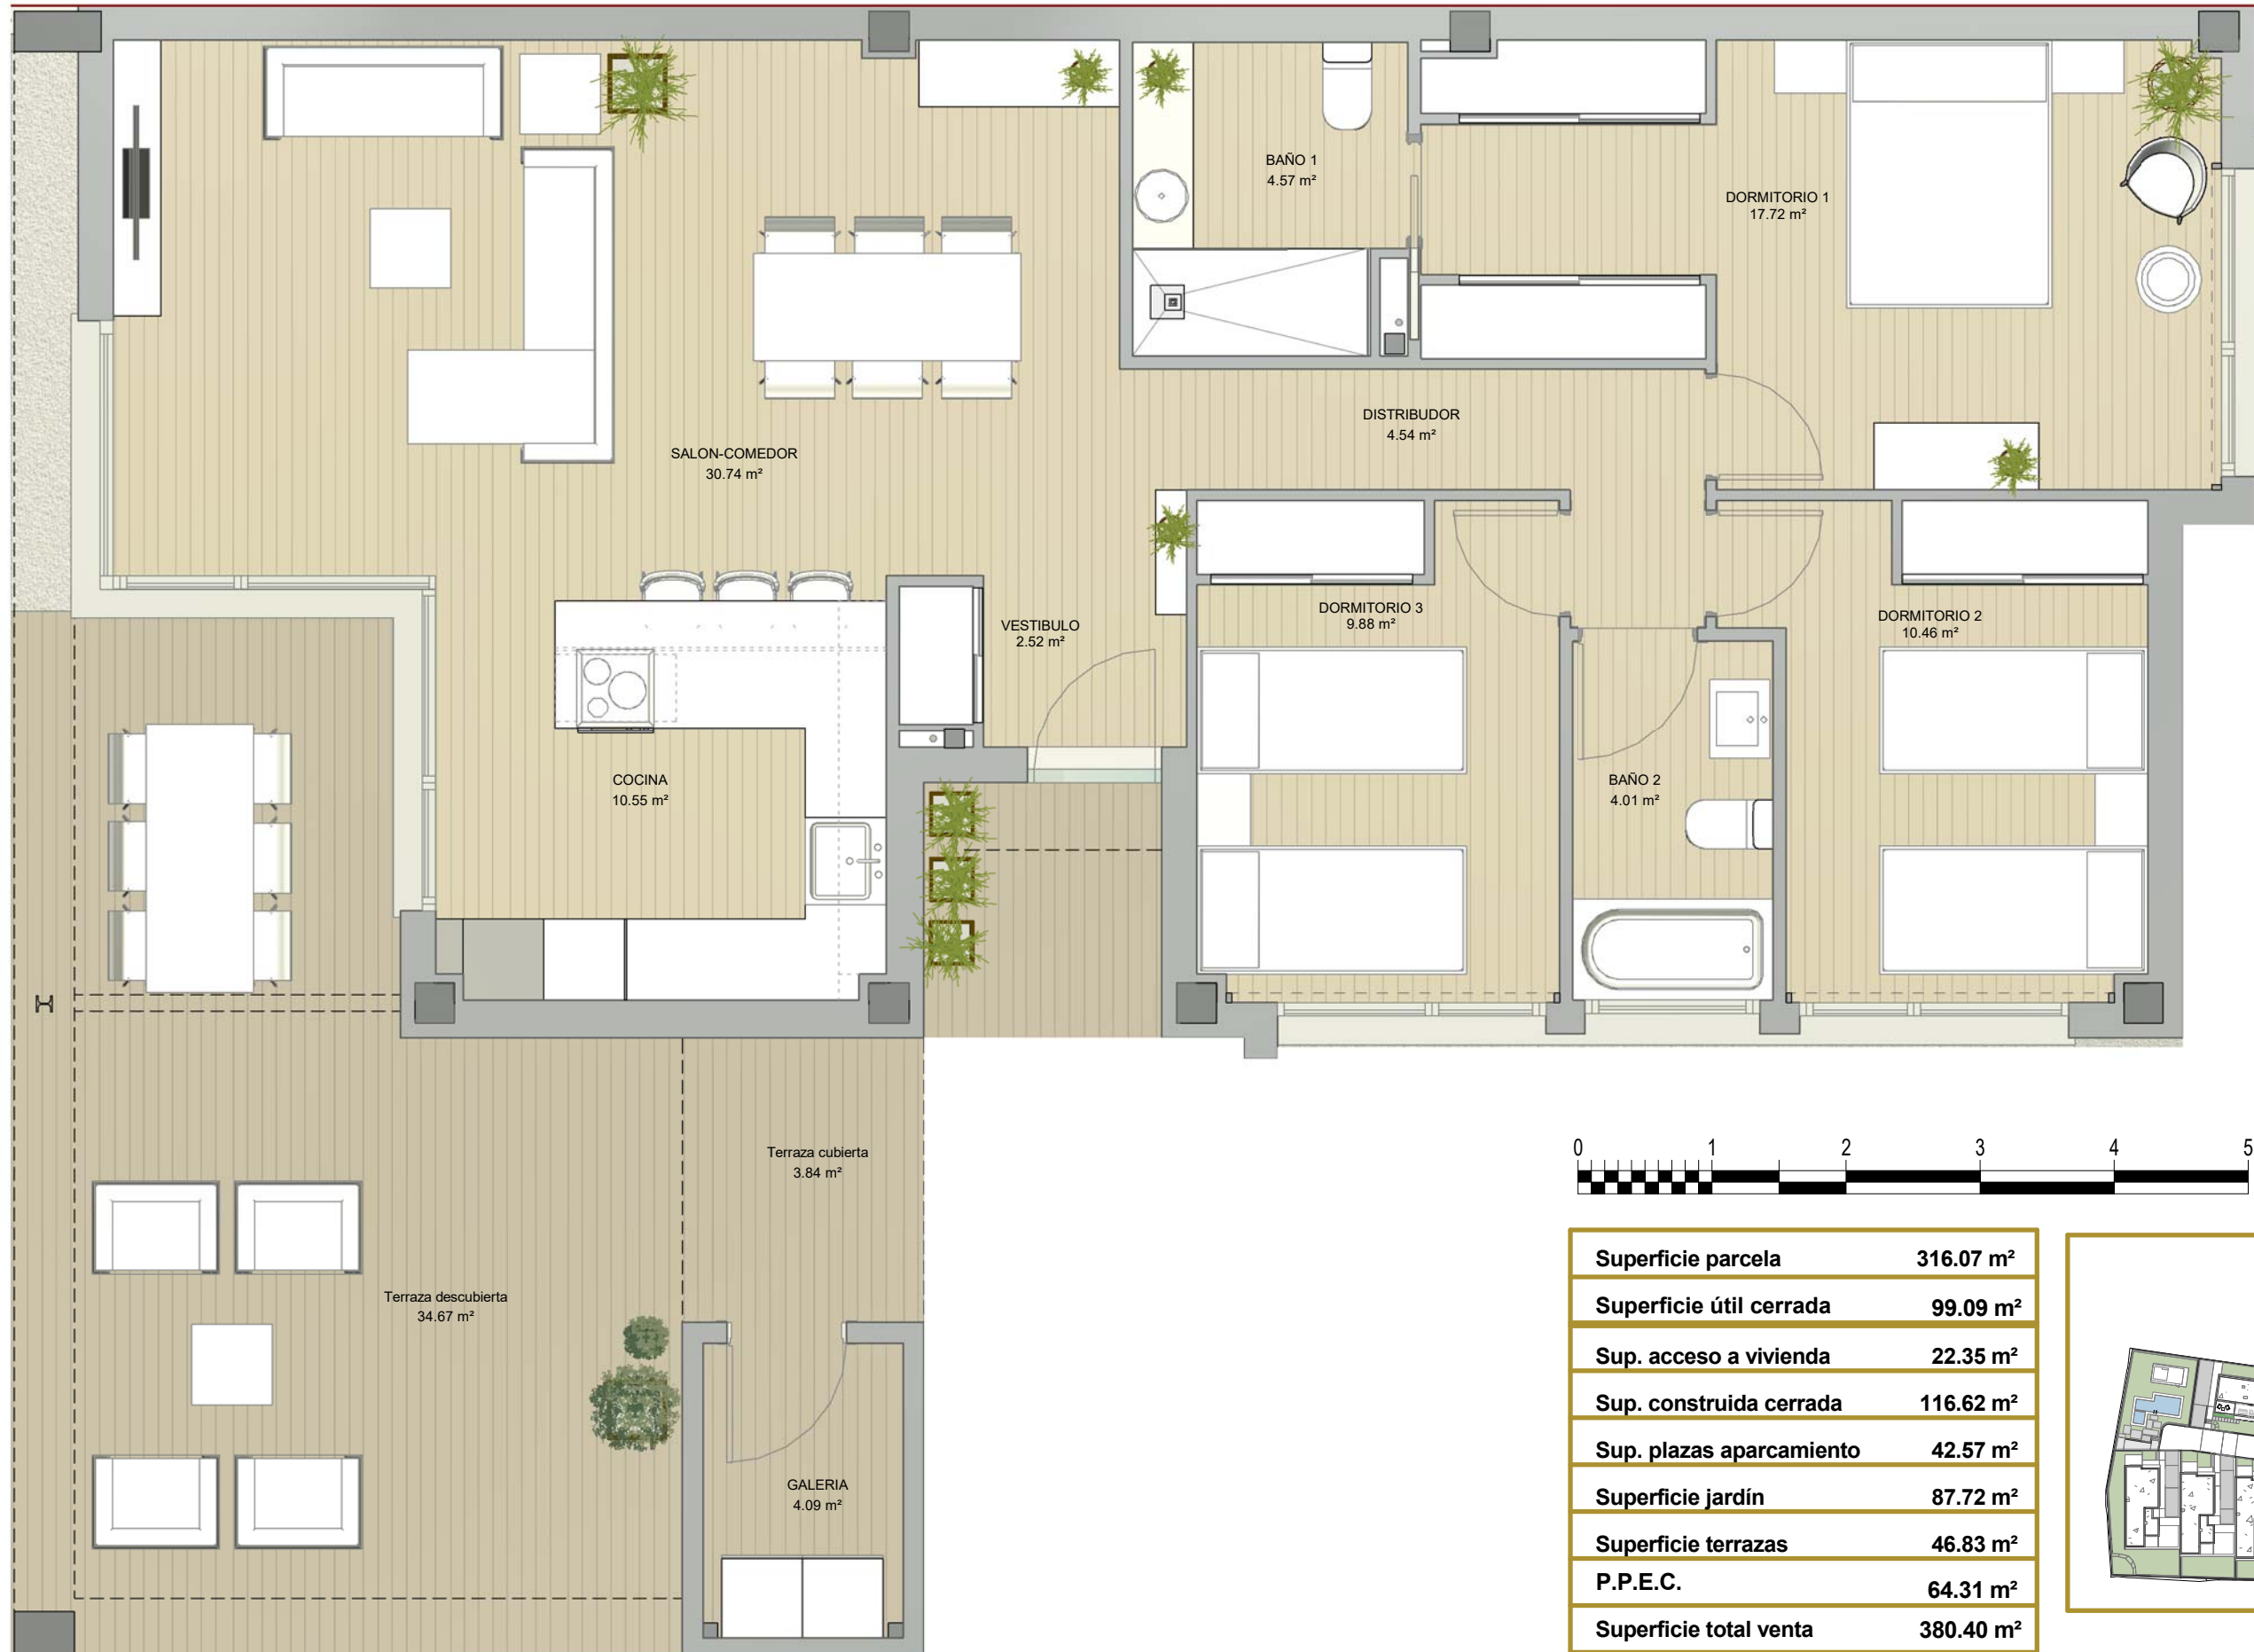 BAÑO 1
4.57 m²
DORMITORIO 1
17.72 m²
DISTRIBUDOR
4.54 m²
SALON-COMEDOR
30.74 m²
VESTIBULO
2.52 m²
DORMITORIO 3
9.88 m²
DORMITORIO 2
10.46 m²
COCINA
10.55 m²
BAÑO 2
4.01 m²
Terraza cubierta
3.84 m²
Terraza descubierta
34.67 m²
GALERIA
4.09 m²
0 1 2 3 4 5
Superficie parcela 316.07 m²
Superficie útil cerrada 99.09 m²
Sup. acceso a vivienda 22.35 m²
Sup. construida cerrada 116.62 m²
Sup. plazas aparcamiento 42.57 m²
Superficie jardín 87.72 m²
Superficie terrazas 46.83 m²
P.P.E.C. 64.31 m²
Superficie total venta 380.40 m²